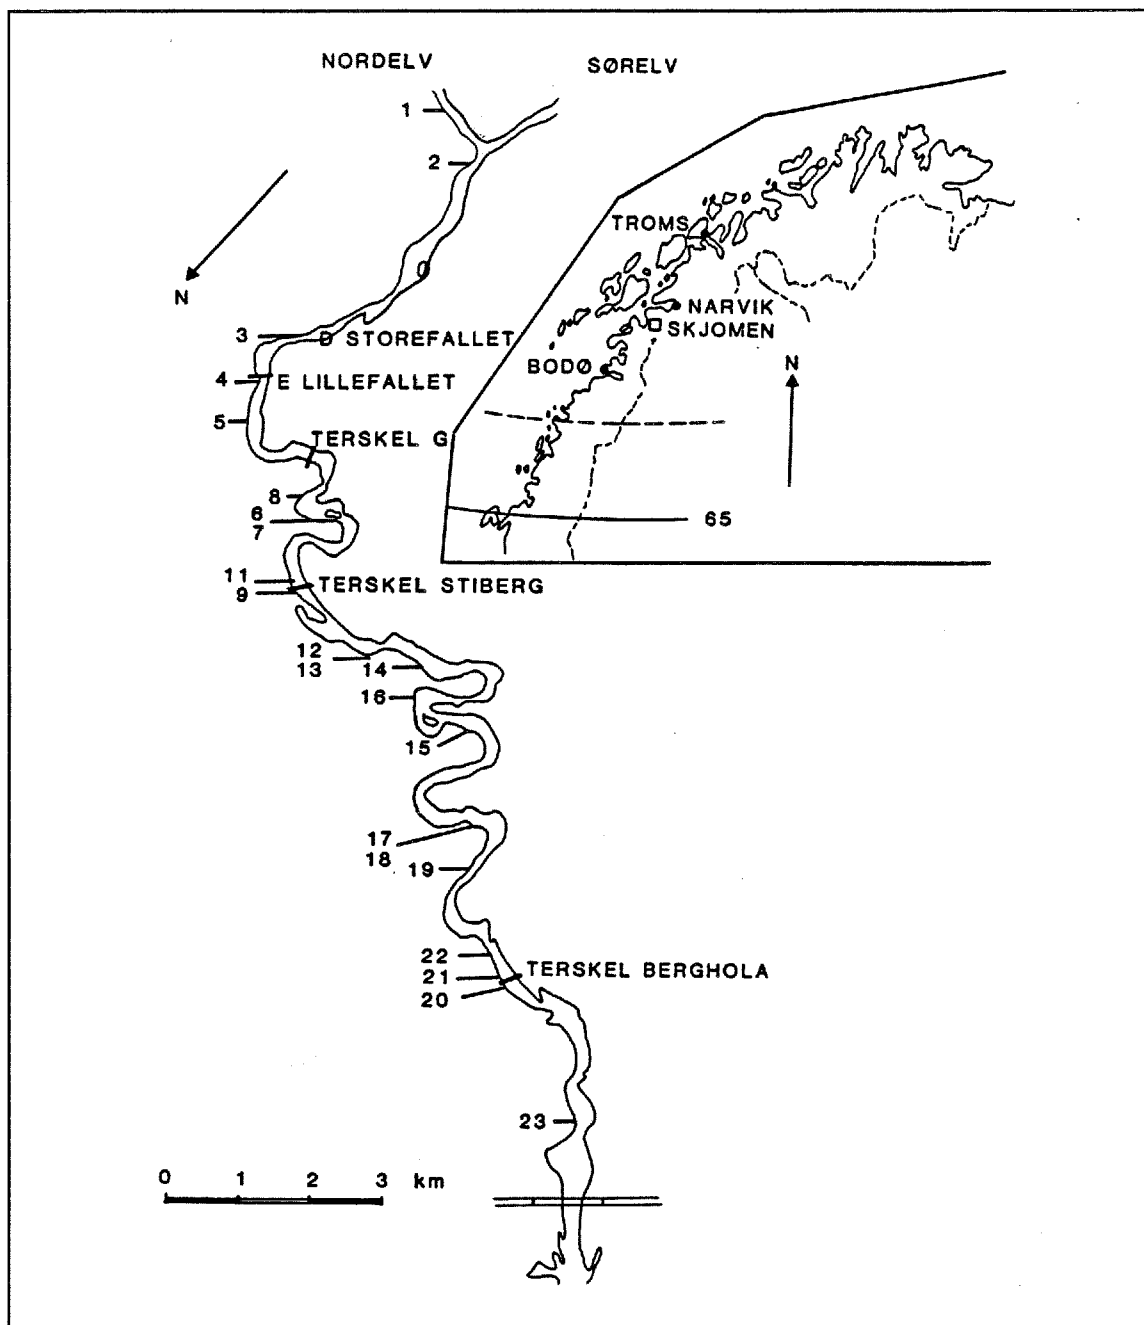 NORDELV
SØRELV
1
2
N
3
D STOREFALLET
4
E LILLEFALLET
5
TERSKEL G
8
6
7
11
TERSKEL STIBERG
9
12
13
14
16
15
17
18
19
22
21
TERSKEL BERGHOLA
20
23
0 1 2 3 km
TROMS
NARVIK
SKJOMEN
BODØ
N
65